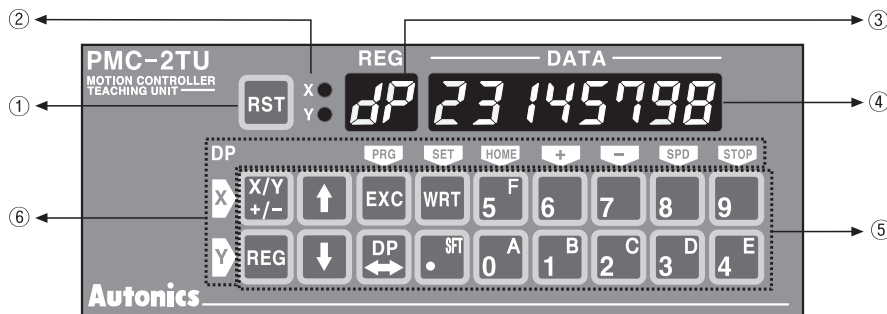 ② ③
PMC-2TU REG DATA
MOTION CONTROLLER
TEACHING UNIT
① RST X Y dP 23 145798 ④
DP PRG SET HOME + - SPD STOP
⑥ X X/Y +/- ↑ EXC WRT 5 F 6 7 8 9 ⑤
Y REG ↓ DP ↔ • SFT 0 A 1 B 2 C 3 D 4 E
Autonics